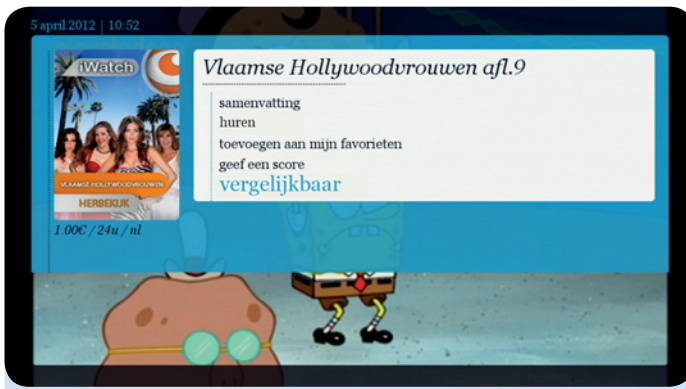 5 april 2012 | 10:52
iWatch
VLAAMSE HOLLYWOODVROUWEN
HERBEKIJK
1.00€ / 24u / nl
Vlaamse Hollywoodvrouwen afl.9
samenvatting
huren
toevoegen aan mijn favorieten
geef een score
vergelijkbaar